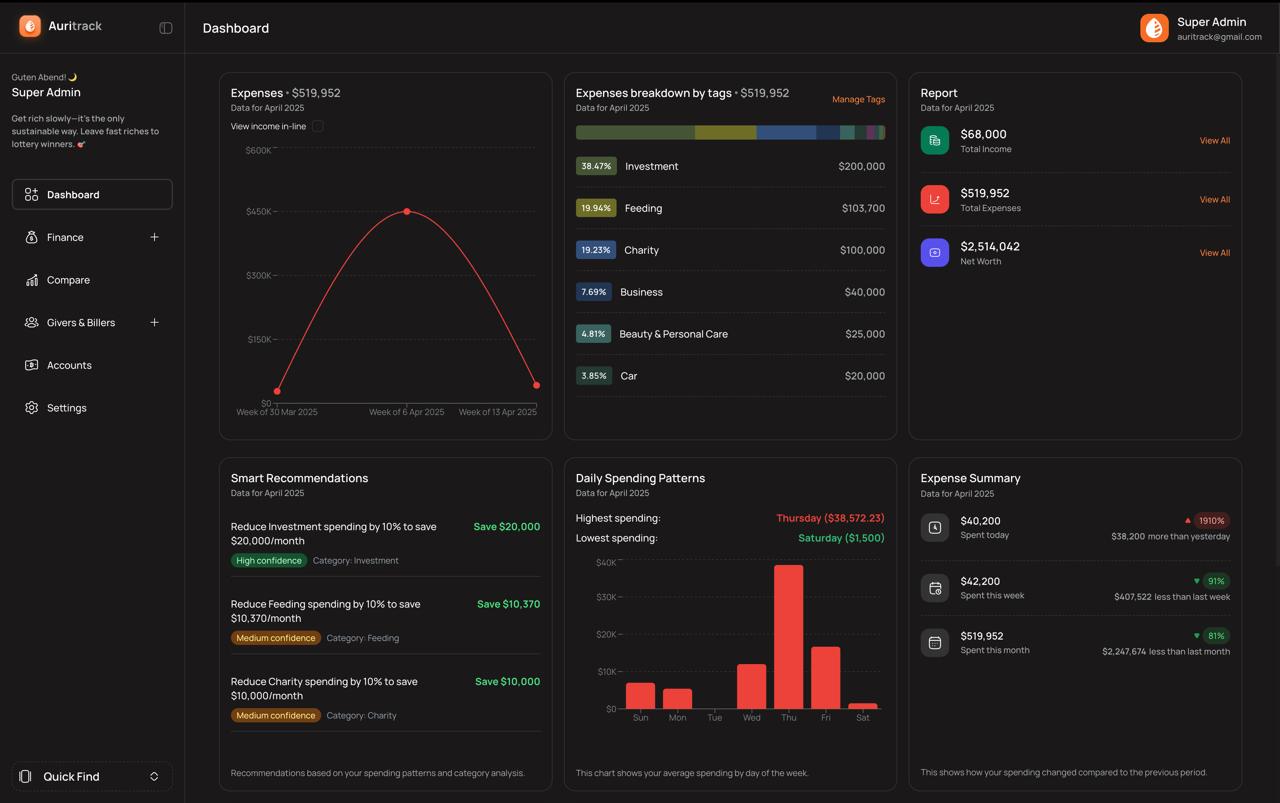 Auritrack
Dashboard
Super Admin
auritrack@gmail.com
Guten Abend! 🌙
Super Admin
Get rich slowly—it's the only
sustainable way. Leave fast riches to
lottery winners. 🎯
Dashboard
Finance
Compare
Givers & Billers
Accounts
Settings
Quick Find
Expenses • $519,952
Data for April 2025
View income in-line
$600K
$450K
$300K
$150K
$0
Week of 30 Mar 2025
Week of 6 Apr 2025
Week of 13 Apr 2025
Expenses breakdown by tags • $519,952
Data for April 2025
Manage Tags
38.47% Investment $200,000
19.94% Feeding $103,700
19.23% Charity $100,000
7.69% Business $40,000
4.81% Beauty & Personal Care $25,000
3.85% Car $20,000
Report
Data for April 2025
$68,000
Total Income
View All
$519,952
Total Expenses
View All
$2,514,042
Net Worth
View All
Smart Recommendations
Data for April 2025
Reduce Investment spending by 10% to save
$20,000/month
Save $20,000
High confidence Category: Investment
Reduce Feeding spending by 10% to save
$10,370/month
Save $10,370
Medium confidence Category: Feeding
Reduce Charity spending by 10% to save
$10,000/month
Save $10,000
Medium confidence Category: Charity
Recommendations based on your spending patterns and category analysis.
Daily Spending Patterns
Data for April 2025
Highest spending: Thursday ($38,572.23)
Lowest spending: Saturday ($1,500)
$40K
$30K
$20K
$10K
$0
Sun Mon Tue Wed Thu Fri Sat
This chart shows your average spending by day of the week.
Expense Summary
Data for April 2025
$40,200
Spent today
▲ 1910%
$38,200 more than yesterday
$42,200
Spent this week
▼ 91%
$407,522 less than last week
$519,952
Spent this month
▼ 81%
$2,247,674 less than last month
This shows how your spending changed compared to the previous period.